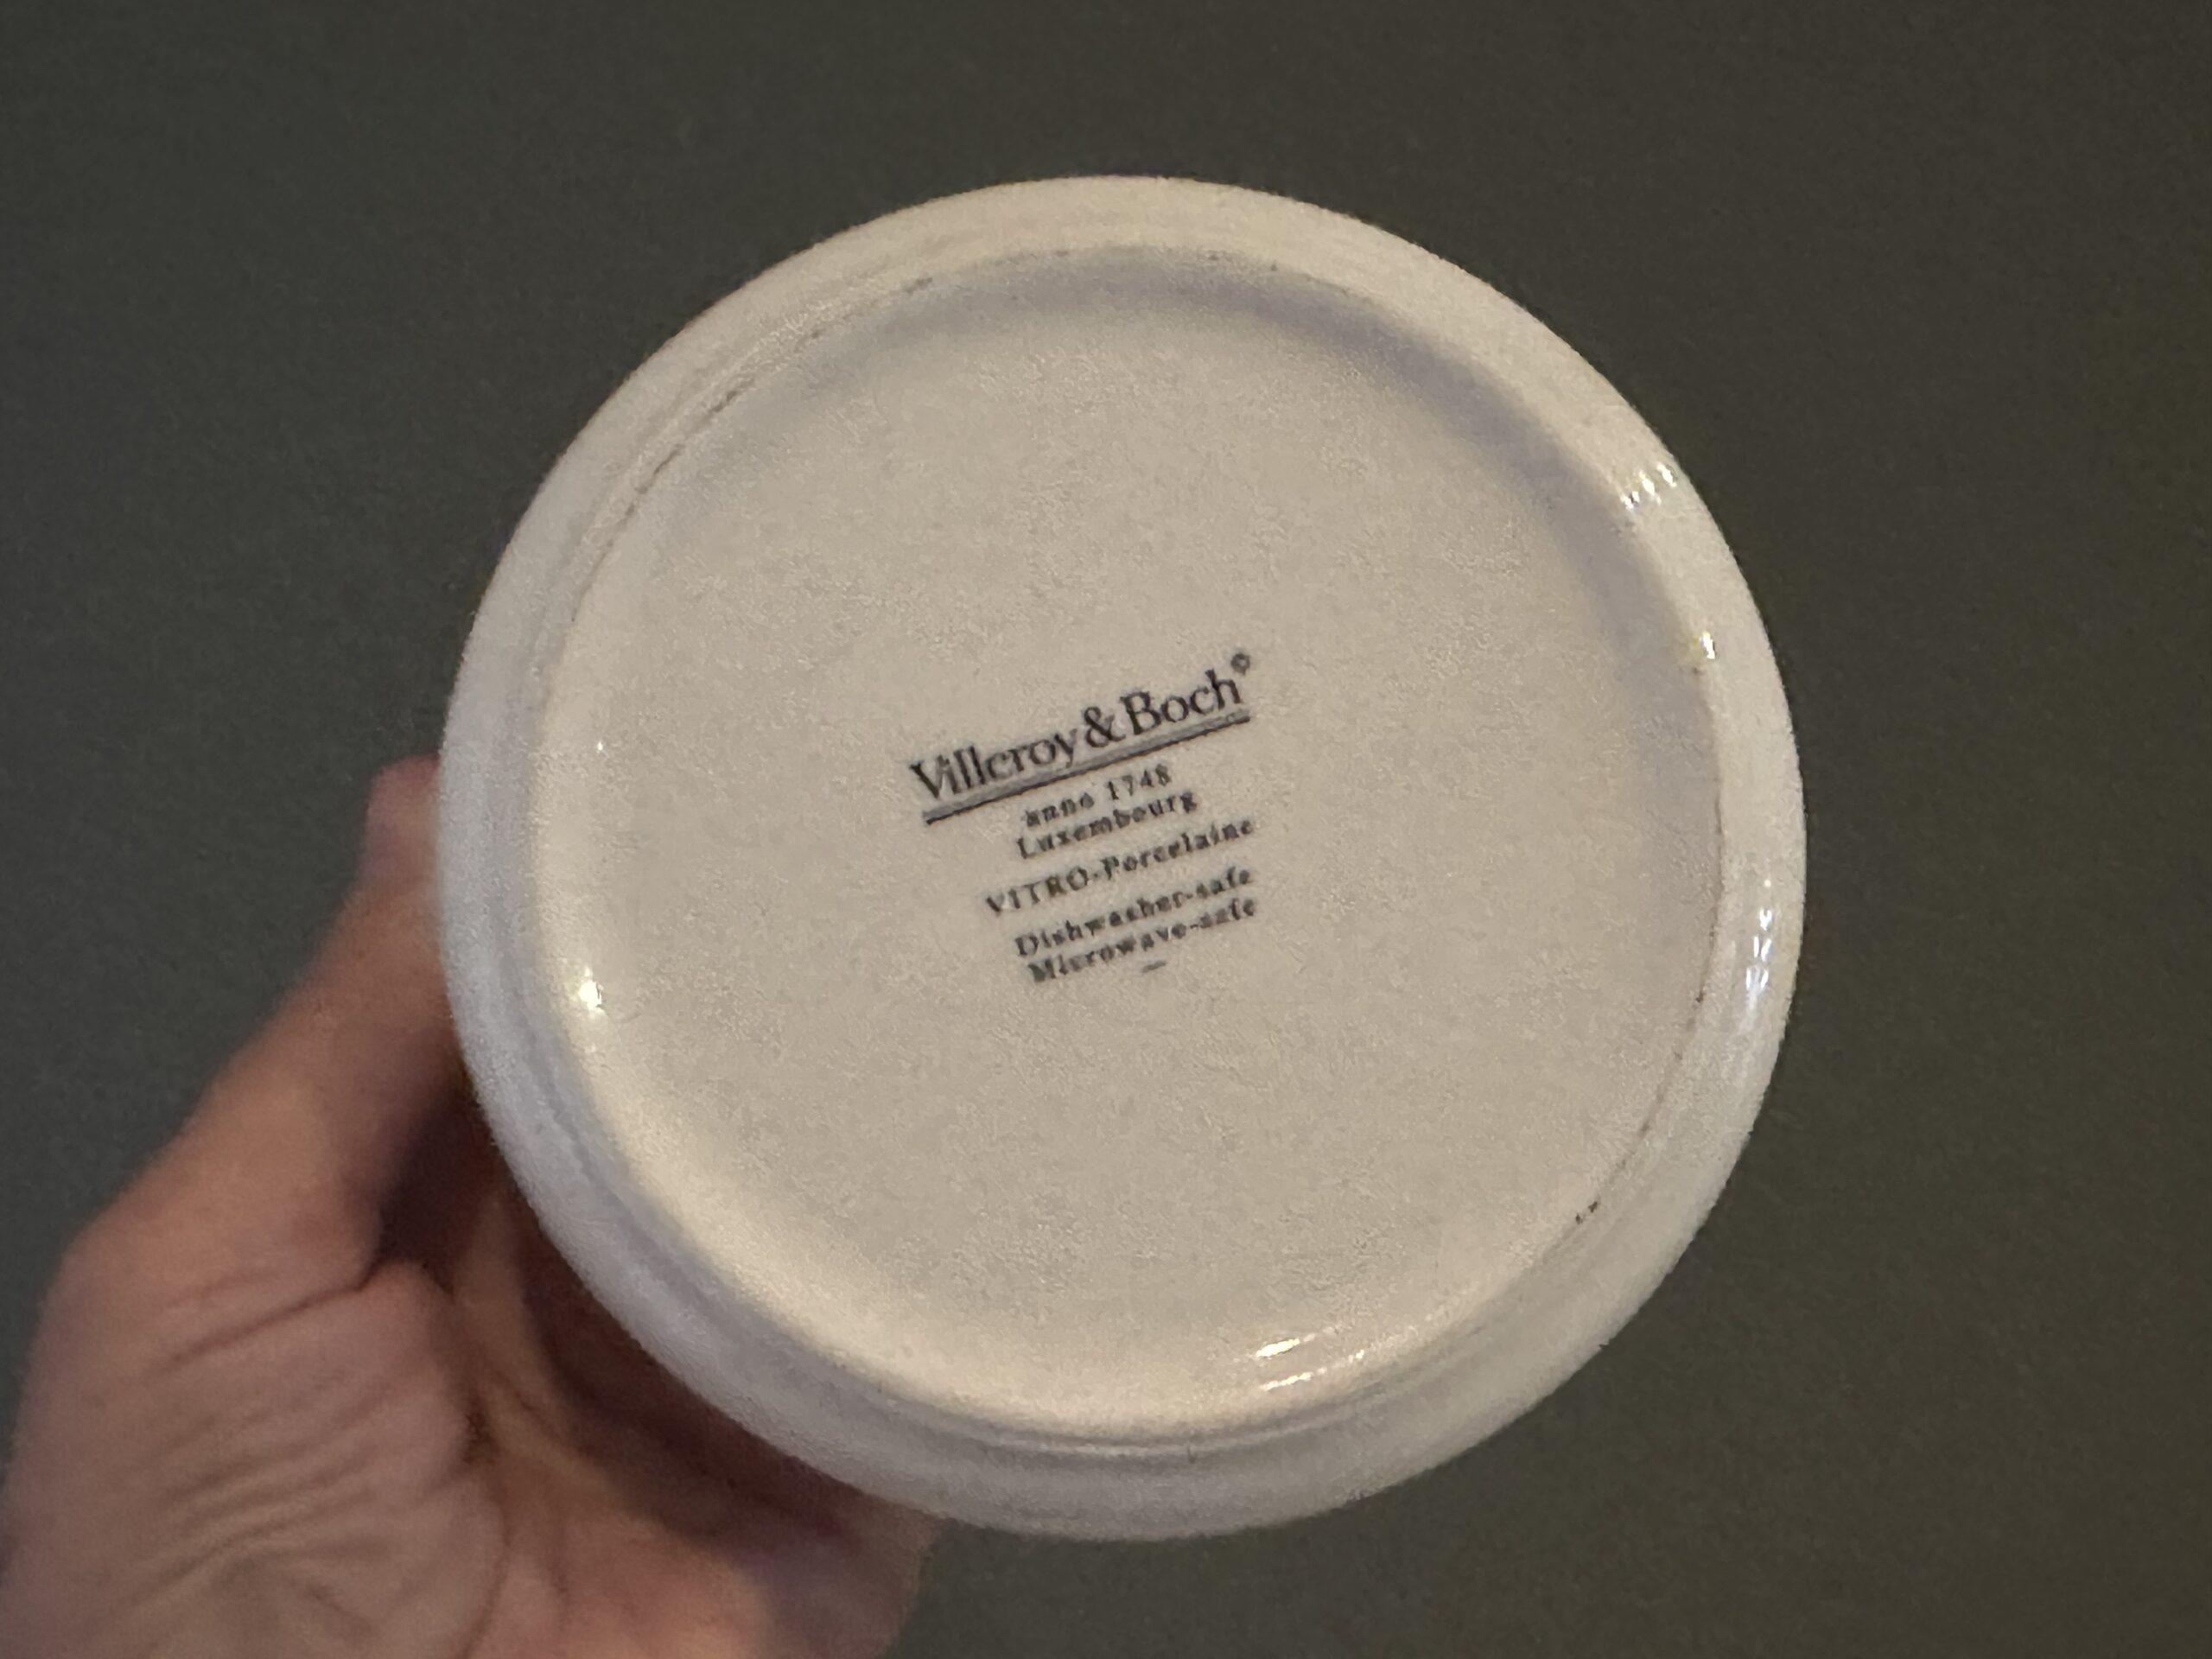 Villeroy & Boch©
anno 1748
Luxembourg
VITRO-Porcelaine
Dishwasher-safe
Microwave-safe